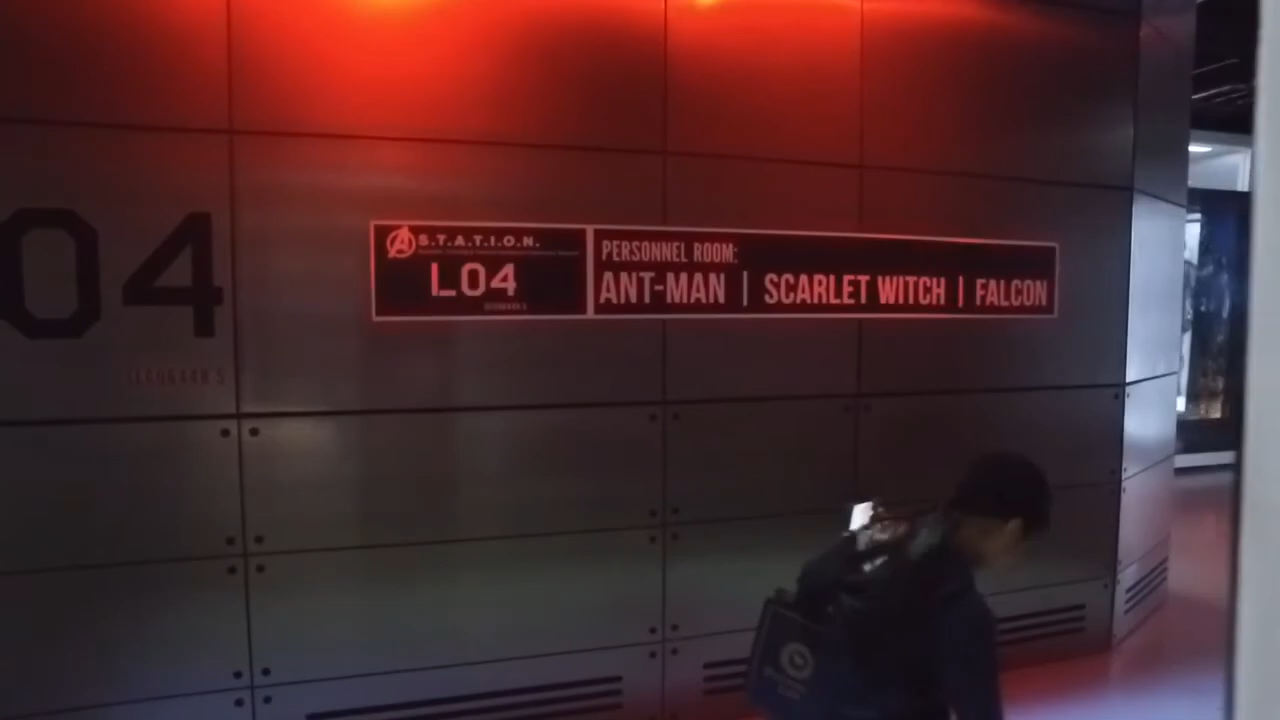 04
S.T.A.T.I.O.N.
L04
PERSONNEL ROOM:
ANT-MAN | SCARLET WITCH | FALCON